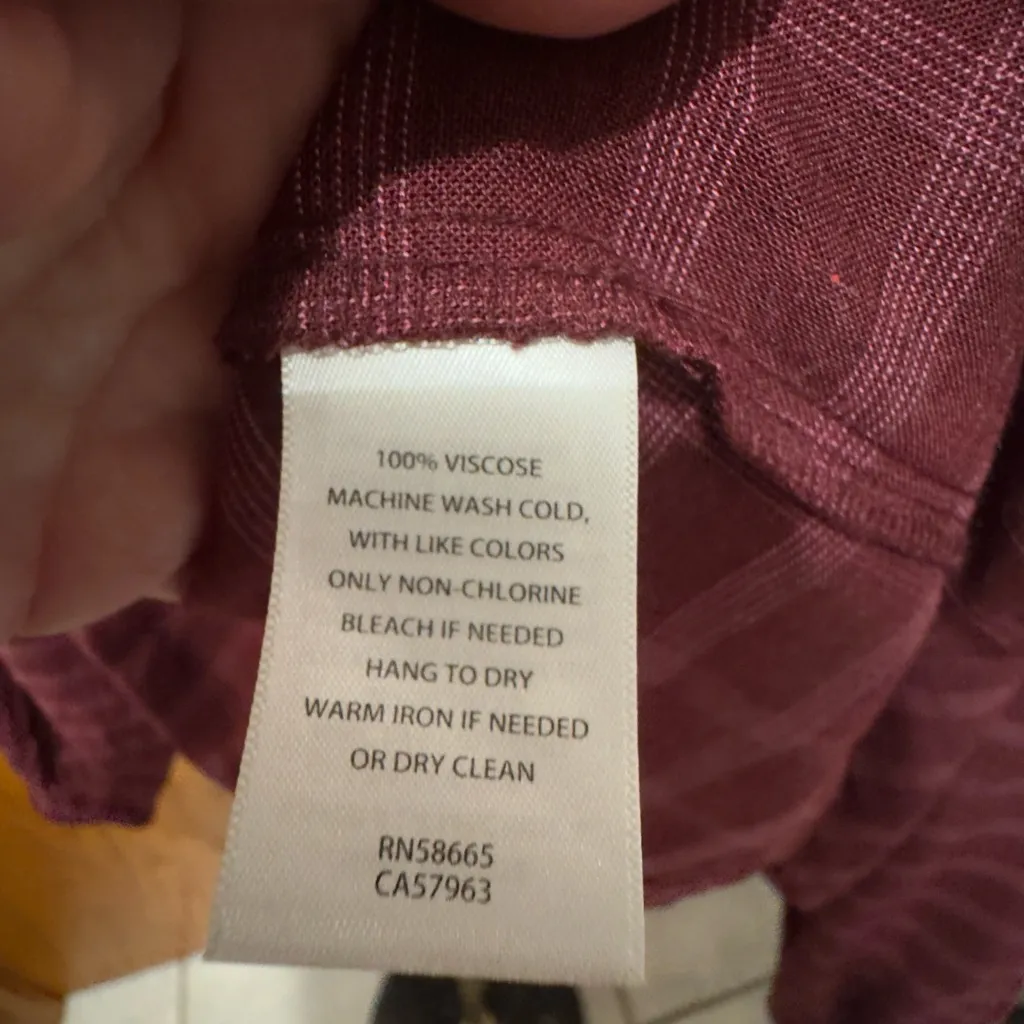 100% VISCOSE
MACHINE WASH COLD,
WITH LIKE COLORS
ONLY NON-CHLORINE
BLEACH IF NEEDED
HANG TO DRY
WARM IRON IF NEEDED
OR DRY CLEAN
RN58665
CA57963